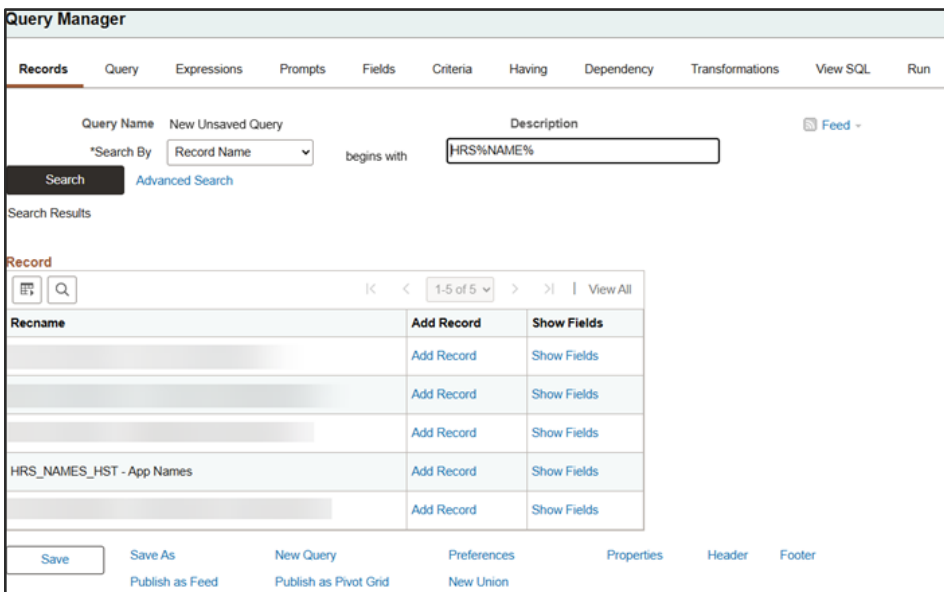 Query Manager
Records Query Expressions Prompts Fields Criteria Having Dependency Transformations View SQL Run
Query Name New Unsaved Query Description Feed
*Search By Record Name begins with HRS%NAME%
Search Advanced Search
Search Results
Record
1-5 of 5 | View All
Recname Add Record Show Fields
Add Record Show Fields
Add Record Show Fields
Add Record Show Fields
HRS_NAMES_HST - App Names Add Record Show Fields
Add Record Show Fields
Save Save As New Query Preferences Properties Header Footer
Publish as Feed Publish as Pivot Grid New Union